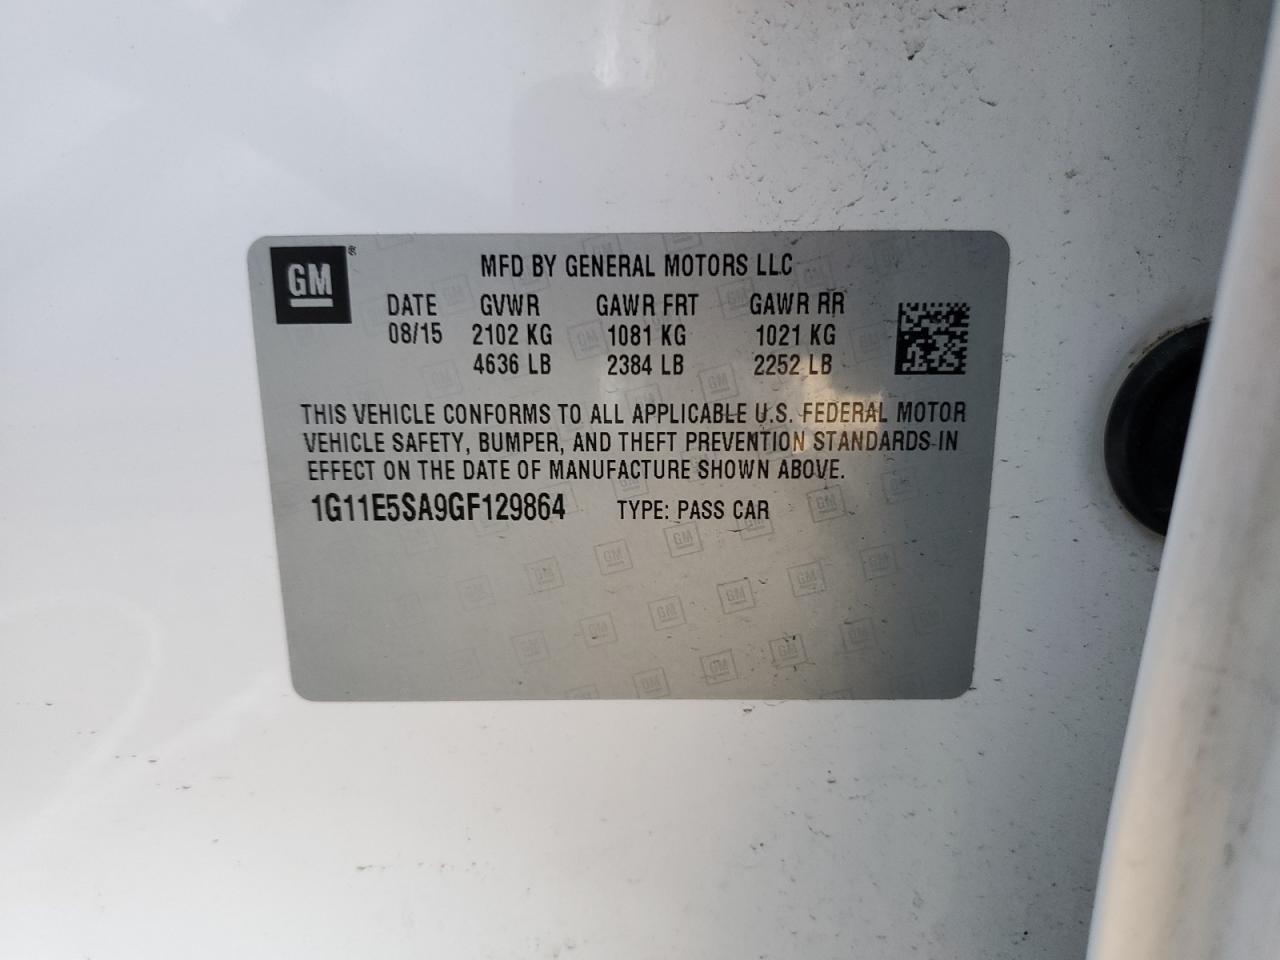 GM®
MFD BY GENERAL MOTORS LLC
DATE GVWR GAWR FRT GAWR RR
08/15 2102 KG 1081 KG 1021 KG
4636 LB 2384 LB 2252 LB
THIS VEHICLE CONFORMS TO ALL APPLICABLE U.S. FEDERAL MOTOR
VEHICLE SAFETY, BUMPER, AND THEFT PREVENTION STANDARDS IN
EFFECT ON THE DATE OF MANUFACTURE SHOWN ABOVE.
1G11E5SA9GF129864 TYPE: PASS CAR